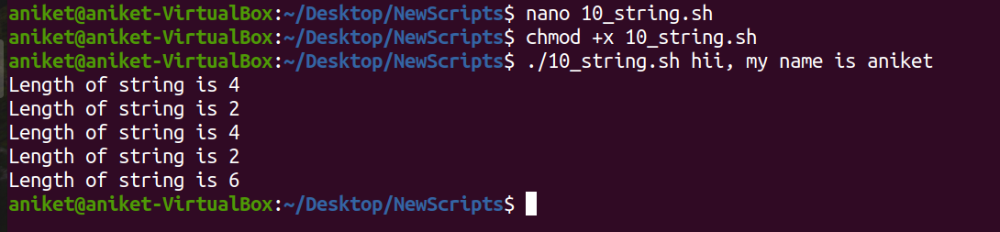 aniket@aniket-VirtualBox:~/Desktop/NewScripts$ nano 10_string.sh
aniket@aniket-VirtualBox:~/Desktop/NewScripts$ chmod +x 10_string.sh
aniket@aniket-VirtualBox:~/Desktop/NewScripts$ ./10_string.sh hii, my name is aniket
Length of string is 4
Length of string is 2
Length of string is 4
Length of string is 2
Length of string is 6
aniket@aniket-VirtualBox:~/Desktop/NewScripts$